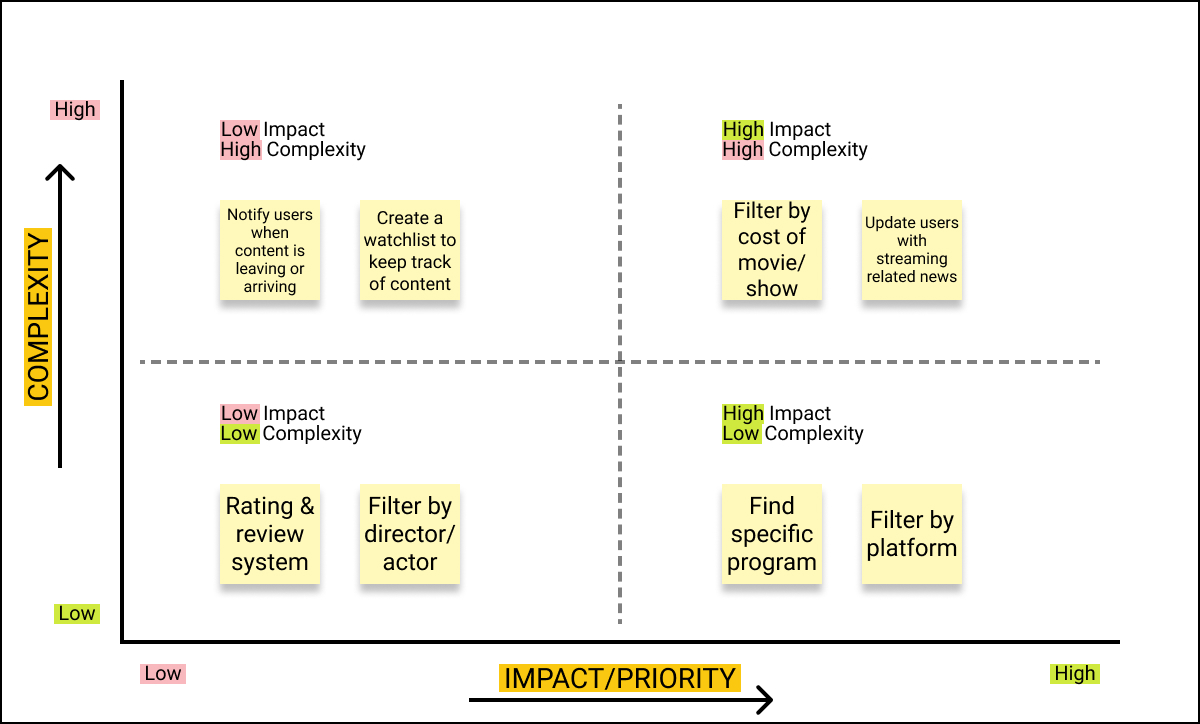 High
Low Impact
High Complexity
High Impact
High Complexity
Notify users
when
content is
leaving or
arriving
Create a
watchlist to
keep track
of content
Filter by
cost of
movie/
show
Update users
with
streaming
related news
COMPLEXITY
Low Impact
Low Complexity
High Impact
Low Complexity
Rating &
review
system
Filter by
director/
actor
Find
specific
program
Filter by
platform
Low
Low
IMPACT/PRIORITY
High